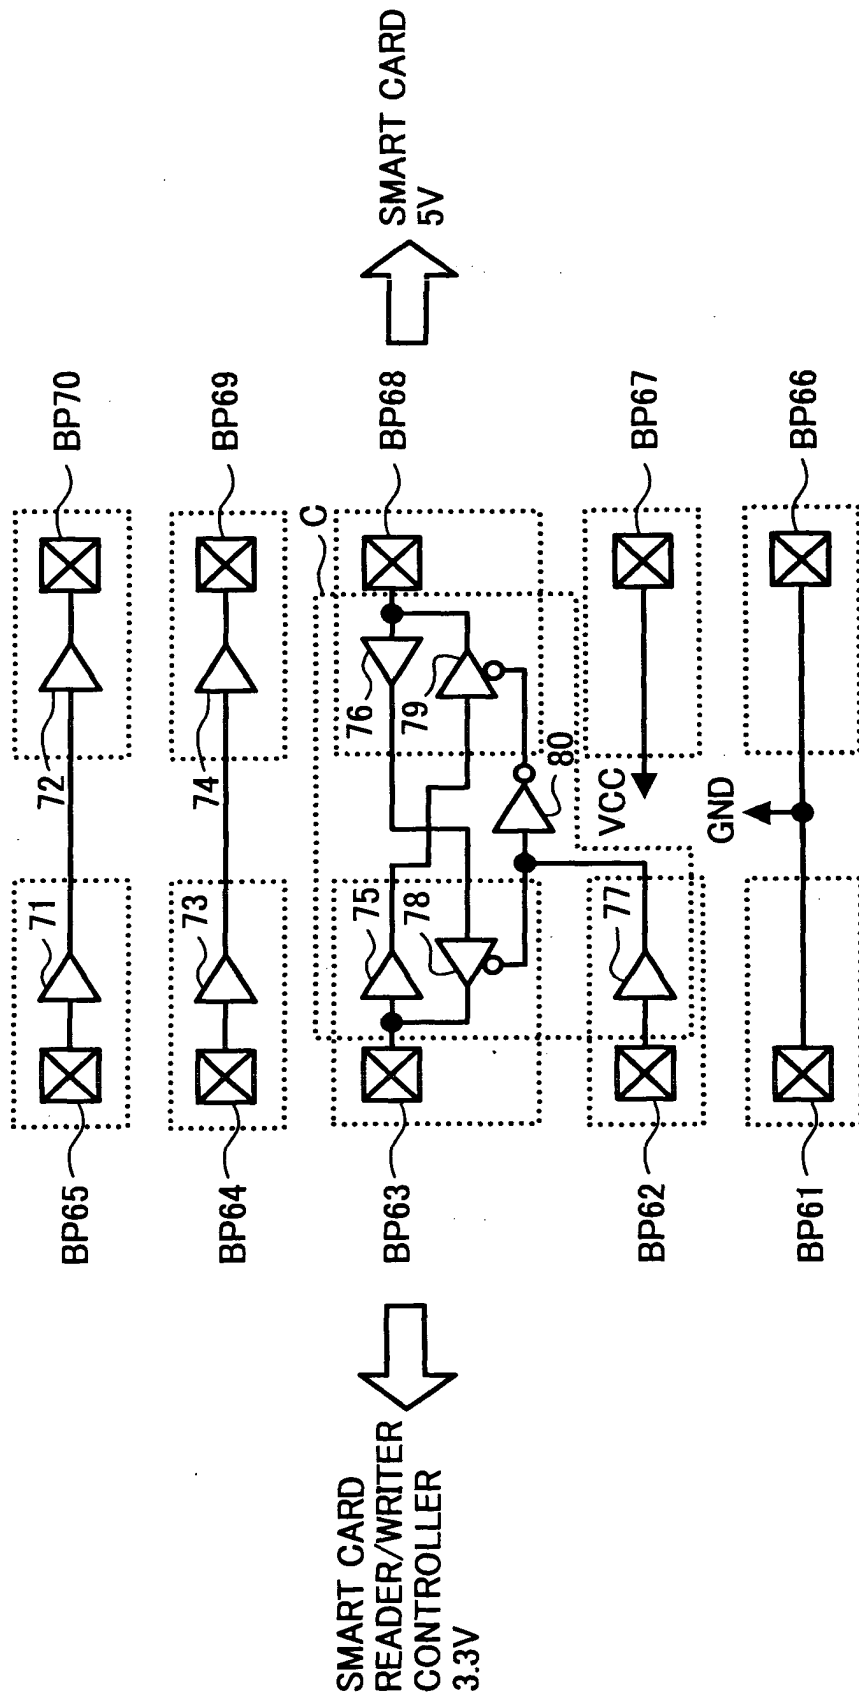 BP65
71
72
BP70
BP64
73
74
BP69
SMART CARD
READER/WRITER
CONTROLLER
3.3V
BP63
75
78
76
79
C
BP68
SMART CARD
5V
80
BP62
77
VCC
BP67
BP61
GND
BP66